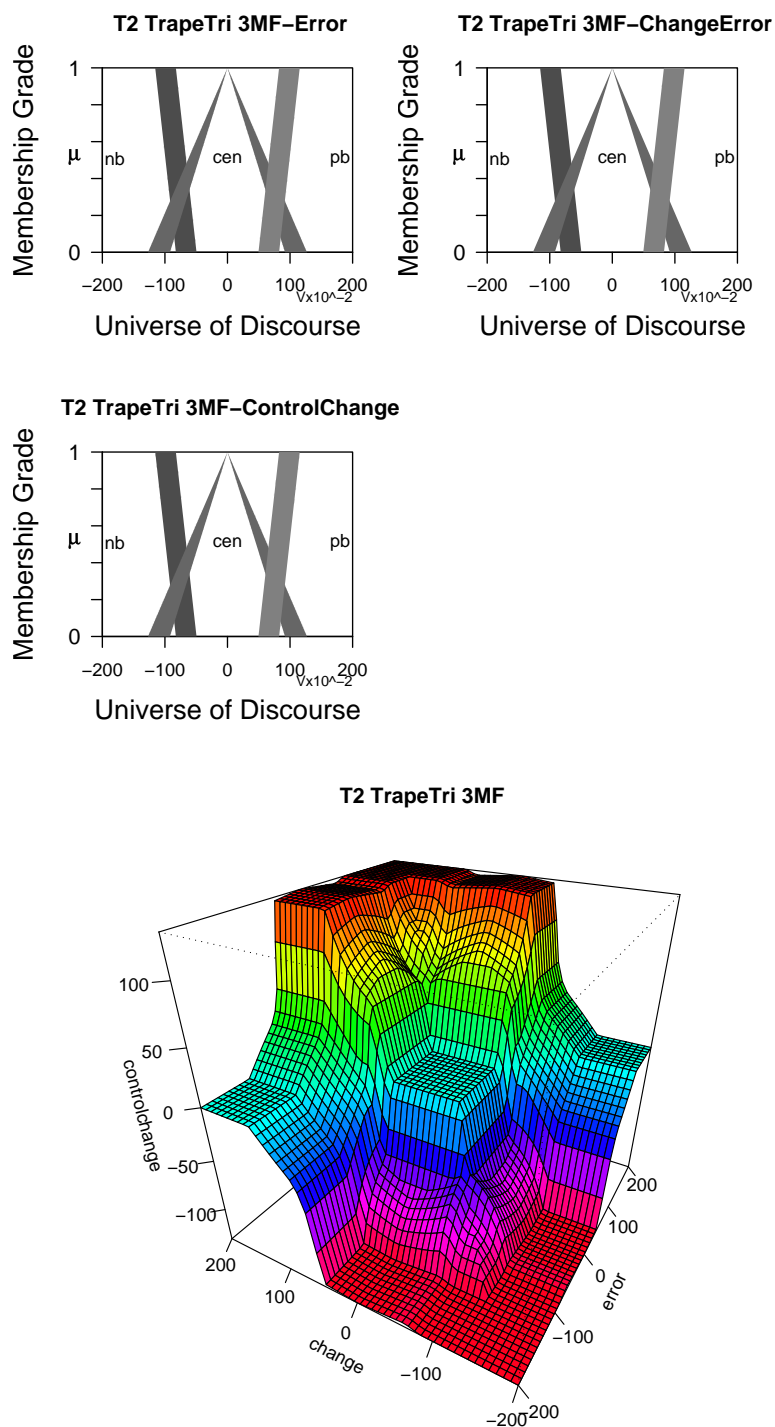 T2 TrapeTri 3MF−Error
Membership Grade
1
μ
0
nb
cen
pb
−200 −100 0 100 200
Vx10^−2
Universe of Discourse
T2 TrapeTri 3MF−ChangeError
Membership Grade
1
μ
0
nb
cen
pb
−200 −100 0 100 200
Vx10^−2
Universe of Discourse
T2 TrapeTri 3MF−ControlChange
Membership Grade
1
μ
0
nb
cen
pb
−200 −100 0 100 200
Vx10^−2
Universe of Discourse
T2 TrapeTri 3MF
controlchange
100
50
0
−50
−100
200
100
0
−100
−200
change
200
100
0
−100
−200
error